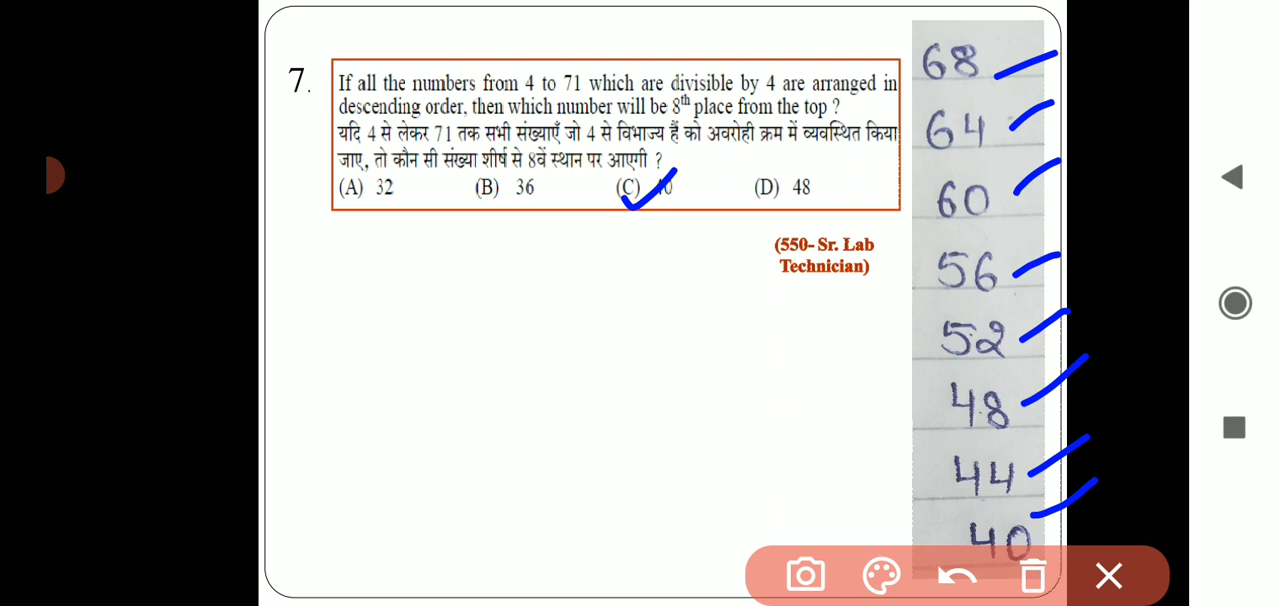 7.
If all the numbers from 4 to 71 which are divisible by 4 are arranged in
descending order, then which number will be 8th place from the top ?
यदि 4 से लेकर 71 तक सभी संख्याएँ जो 4 से विभाज्य हैं को अवरोही क्रम में व्यवस्थित किया
जाए, तो कौन सी संख्या शीर्ष से 8वें स्थान पर आएगी ?
(A) 32 (B) 36 (C) 40 (D) 48
(550- Sr. Lab
Technician)
68
64
60
56
52
48
44
40